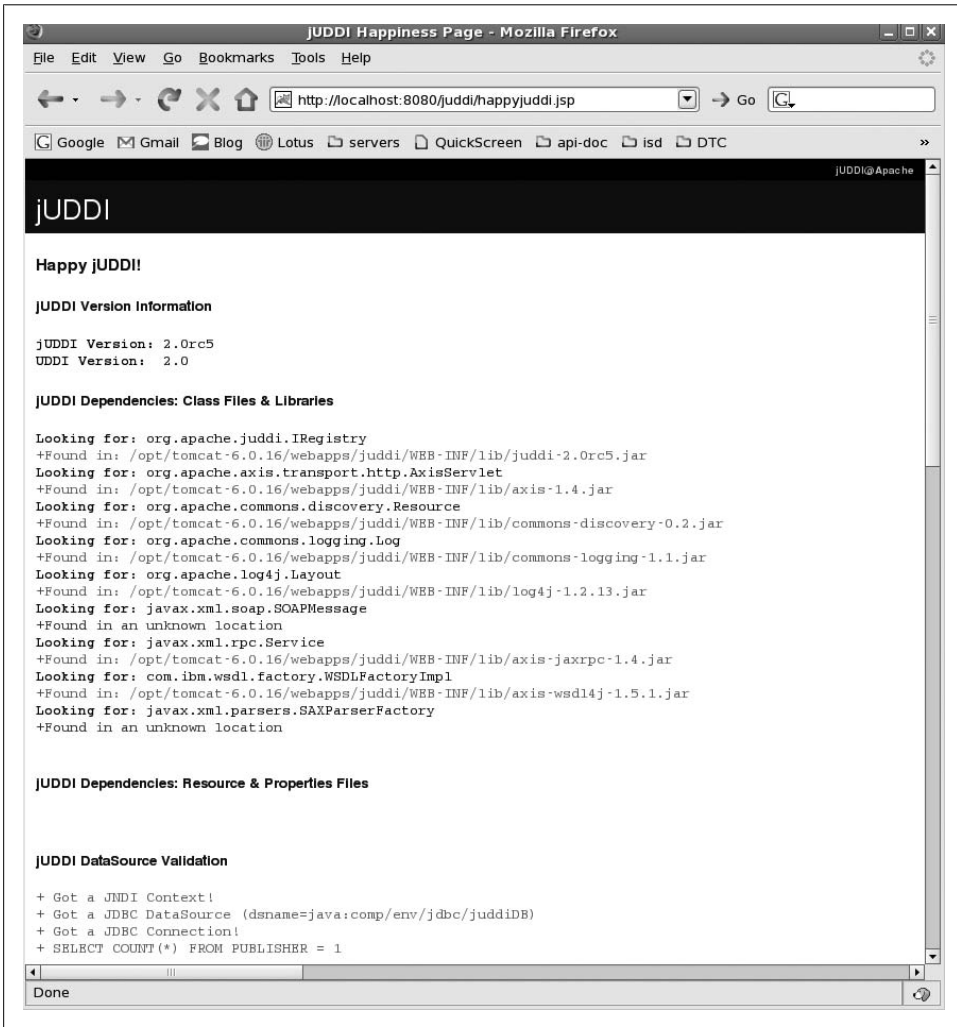 jUDDI Happiness Page - Mozilla Firefox
File Edit View Go Bookmarks Tools Help
http://localhost:8080/juddi/happyjuddi.jsp Go G
G Google Gmail Blog Lotus servers QuickScreen api-doc isd DTC »
jUDDI@Apache
jUDDI
Happy jUDDI!
jUDDI Version Information
jUDDI Version: 2.0rc5
UDDI Version: 2.0
jUDDI Dependencies: Class Files & Libraries
Looking for: org.apache.juddi.IRegistry
+Found in: /opt/tomcat-6.0.16/webapps/juddi/WEB-INF/lib/juddi-2.0rc5.jar
Looking for: org.apache.axis.transport.http.AxisServlet
+Found in: /opt/tomcat-6.0.16/webapps/juddi/WEB-INF/lib/axis-1.4.jar
Looking for: org.apache.commons.discovery.Resource
+Found in: /opt/tomcat-6.0.16/webapps/juddi/WEB-INF/lib/commons-discovery-0.2.jar
Looking for: org.apache.commons.logging.Log
+Found in: /opt/tomcat-6.0.16/webapps/juddi/WEB-INF/lib/commons-logging-1.1.jar
Looking for: org.apache.log4j.Layout
+Found in: /opt/tomcat-6.0.16/webapps/juddi/WEB-INF/lib/log4j-1.2.13.jar
Looking for: javax.xml.soap.SOAPMessage
+Found in an unknown location
Looking for: javax.xml.rpc.Service
+Found in: /opt/tomcat-6.0.16/webapps/juddi/WEB-INF/lib/axis-jaxrpc-1.4.jar
Looking for: com.ibm.wsdl.factory.WSDLFactoryImpl
+Found in: /opt/tomcat-6.0.16/webapps/juddi/WEB-INF/lib/axis-wsdl4j-1.5.1.jar
Looking for: javax.xml.parsers.SAXParserFactory
+Found in an unknown location
jUDDI Dependencies: Resource & Properties Files
jUDDI DataSource Validation
+ Got a JNDI Context!
+ Got a JDBC DataSource (dsname=java:comp/env/jdbc/juddiDB)
+ Got a JDBC Connection!
+ SELECT COUNT(*) FROM PUBLISHER = 1
Done